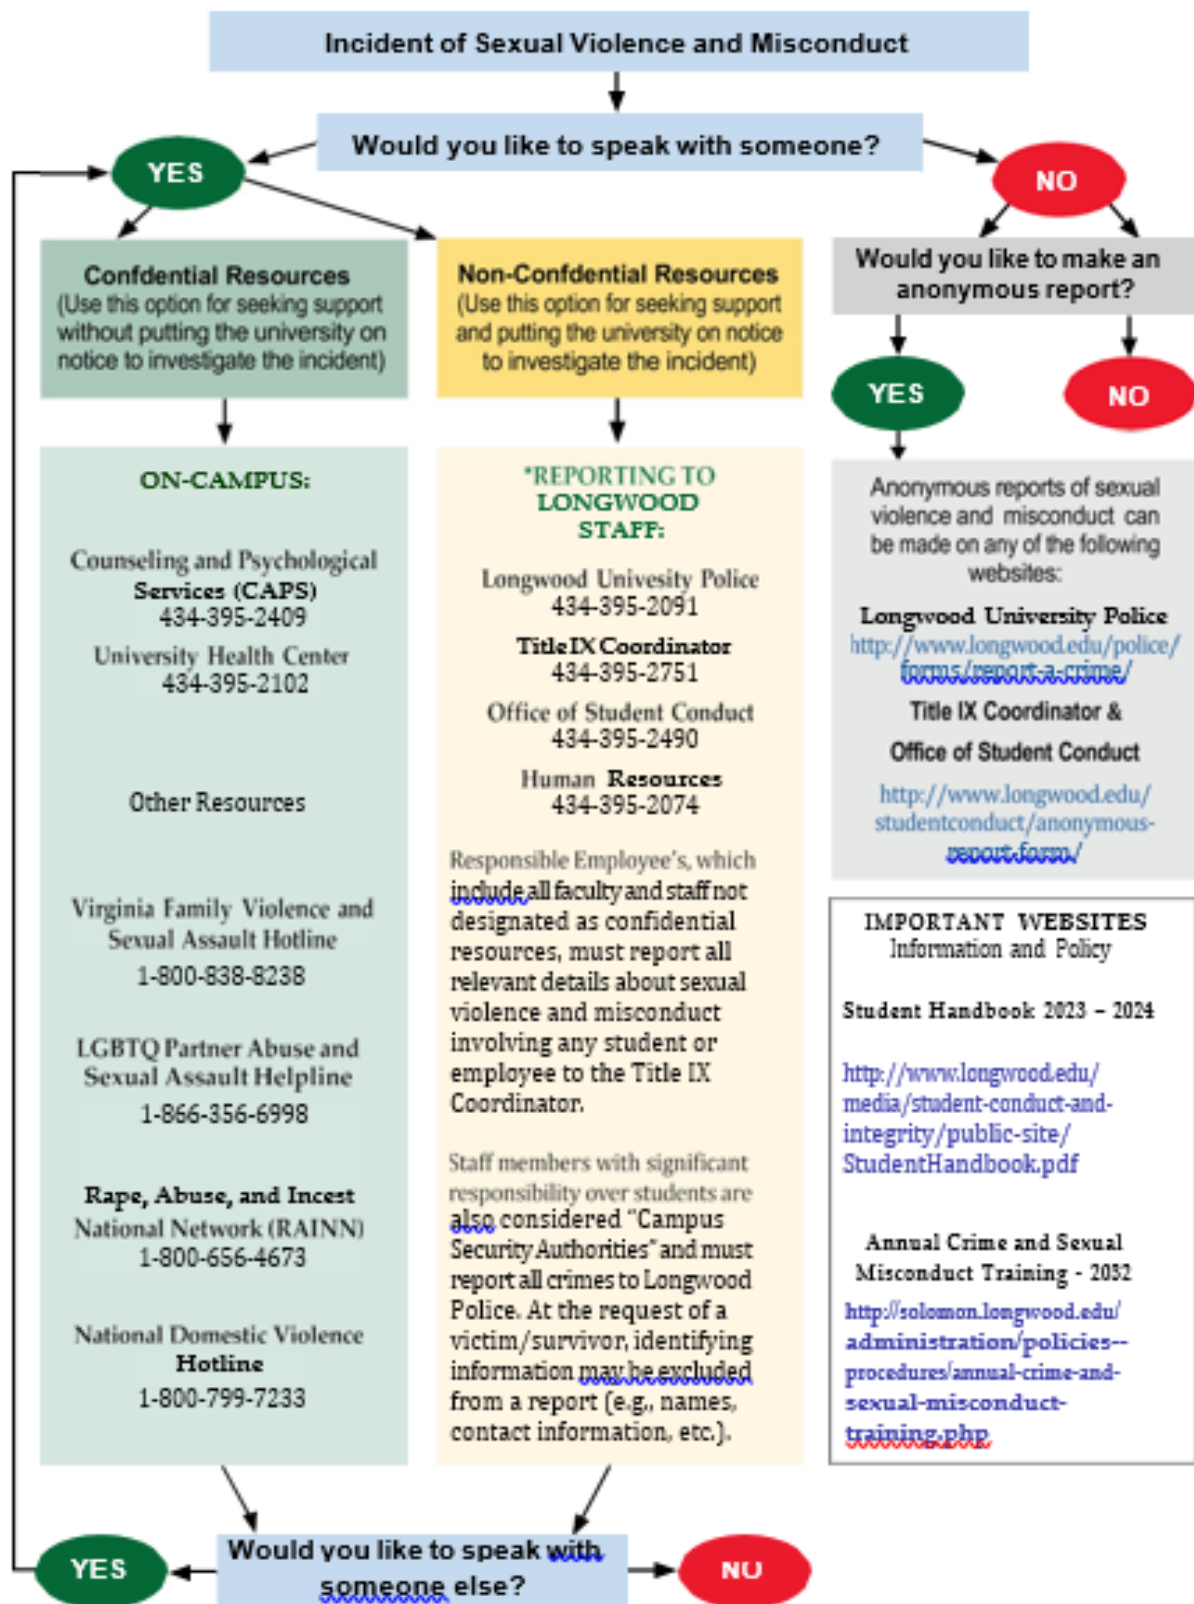 Incident of Sexual Violence and Misconduct
Would you like to speak with someone?
YES
NO
Confdential Resources
(Use this option for seeking support
without putting the university on
notice to investigate the incident)
Non-Confdential Resources
(Use this option for seeking support
and putting the university on notice
to investigate the incident)
Would you like to make an
anonymous report?
YES
NO
ON-CAMPUS:
Counseling and Psychological
Services (CAPS)
434-395-2409
University Health Center
434-395-2102
Other Resources
Virginia Family Violence and
Sexual Assault Hotline
1-800-838-8238
LGBTQ Partner Abuse and
Sexual Assault Helpline
1-866-356-6998
Rape, Abuse, and Incest
National Network (RAINN)
1-800-656-4673
National Domestic Violence
Hotline
1-800-799-7233
*REPORTING TO
LONGWOOD
STAFF:
Longwood Univesity Police
434-395-2091
Title IX Coordinator
434-395-2751
Office of Student Conduct
434-395-2490
Human Resources
434-395-2074
Responsible Employee's, which
include all faculty and staff not
designated as confidential
resources, must report all
relevant details about sexual
violence and misconduct
involving any student or
employee to the Title IX
Coordinator.
Staff members with significant
responsibility over students are
also considered "Campus
Security Authorities" and must
report all crimes to Longwood
Police. At the request of a
victim/survivor, identifying
information may be excluded
from a report (e.g., names,
contact information, etc.).
Anonymous reports of sexual
violence and misconduct can
be made on any of the following
websites:
Longwood University Police
http://www.longwood.edu/police/
forms/report-a-crime/
Title IX Coordinator &
Office of Student Conduct
http://www.longwood.edu/
studentconduct/anonymous-
report-form/
IMPORTANT WEBSITES
Information and Policy
Student Handbook 2023 – 2024
http://www.longwood.edu/
media/student-conduct-and-
integrity/public-site/
StudentHandbook.pdf
Annual Crime and Sexual
Misconduct Training - 2032
http://solomon.longwood.edu/
administration/policies--
procedures/annual-crime-and-
sexual-misconduct-
training.php
Would you like to speak with
someone else?
YES
NO